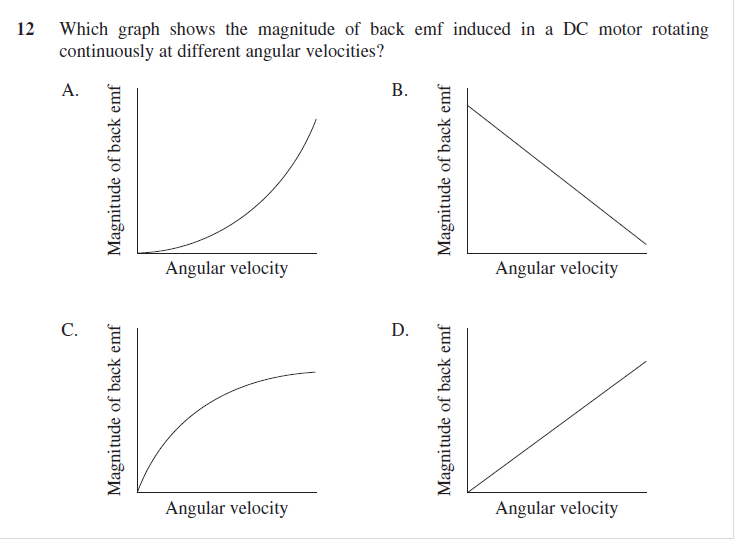 12 Which graph shows the magnitude of back emf induced in a DC motor rotating
continuously at different angular velocities?
A.
Magnitude of back emf
Angular velocity
B.
Magnitude of back emf
Angular velocity
C.
Magnitude of back emf
Angular velocity
D.
Magnitude of back emf
Angular velocity